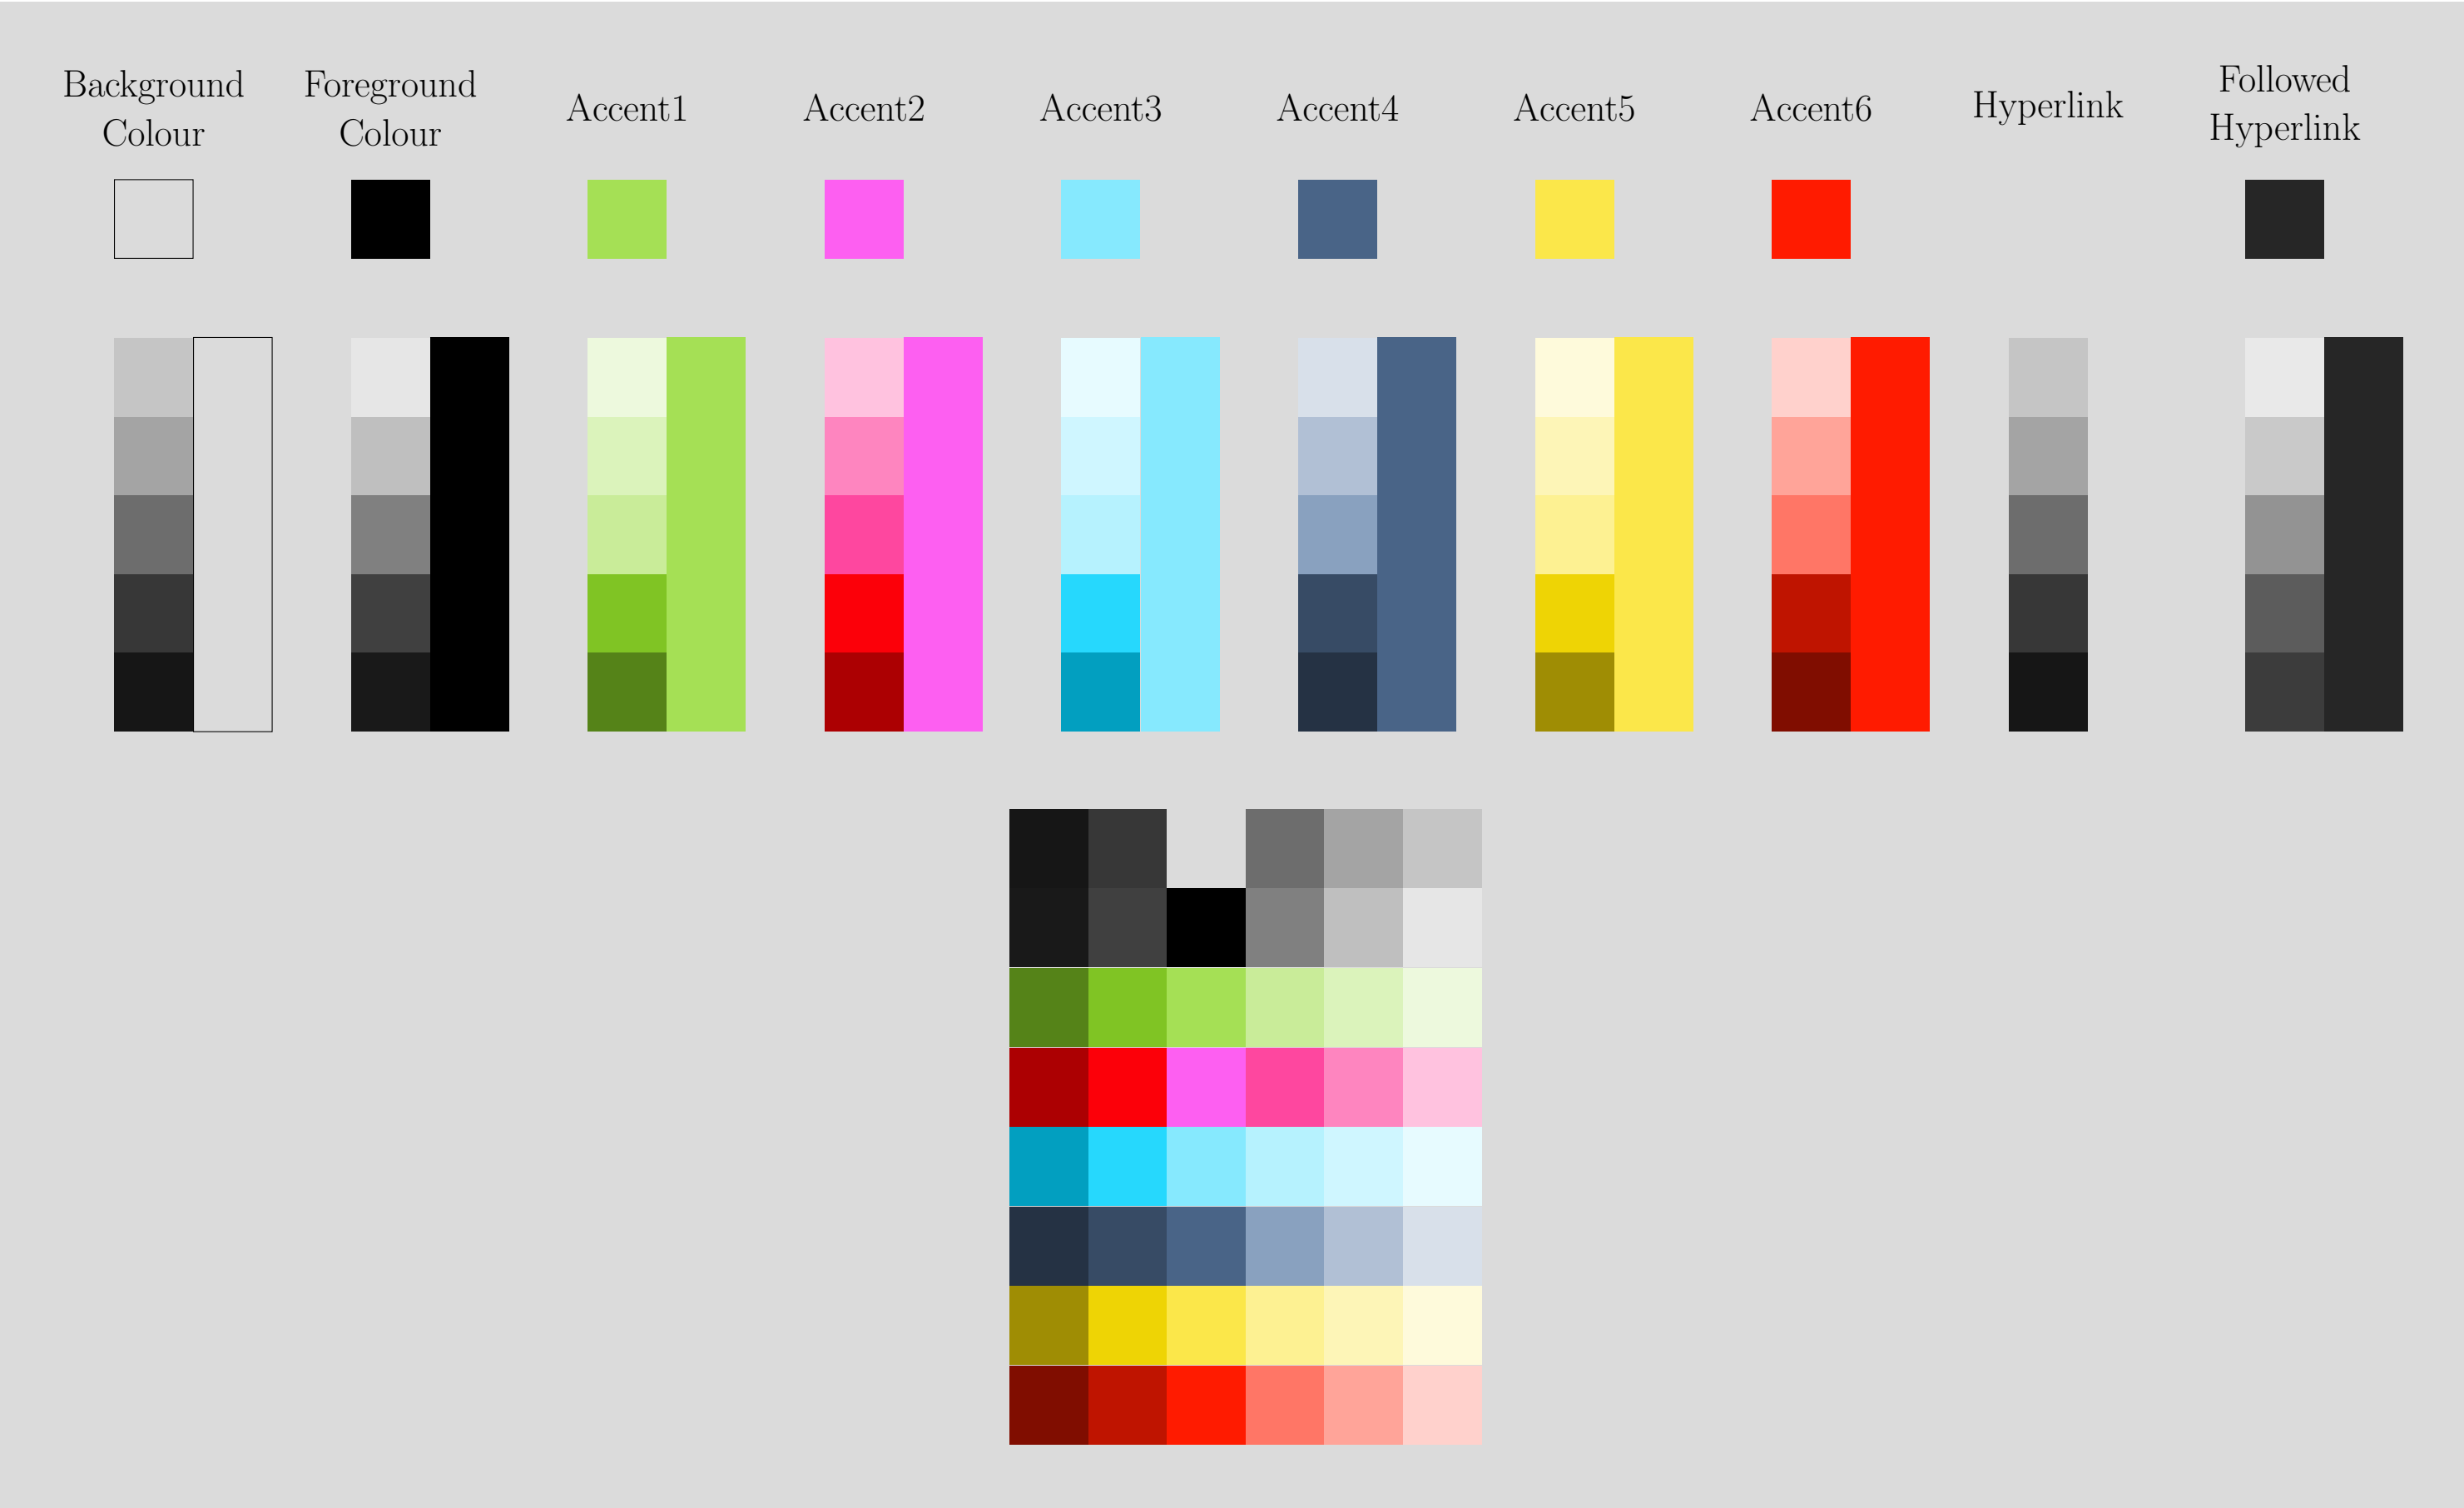 Background
Colour
Foreground
Colour
Accent1
Accent2
Accent3
Accent4
Accent5
Accent6
Hyperlink
Followed
Hyperlink